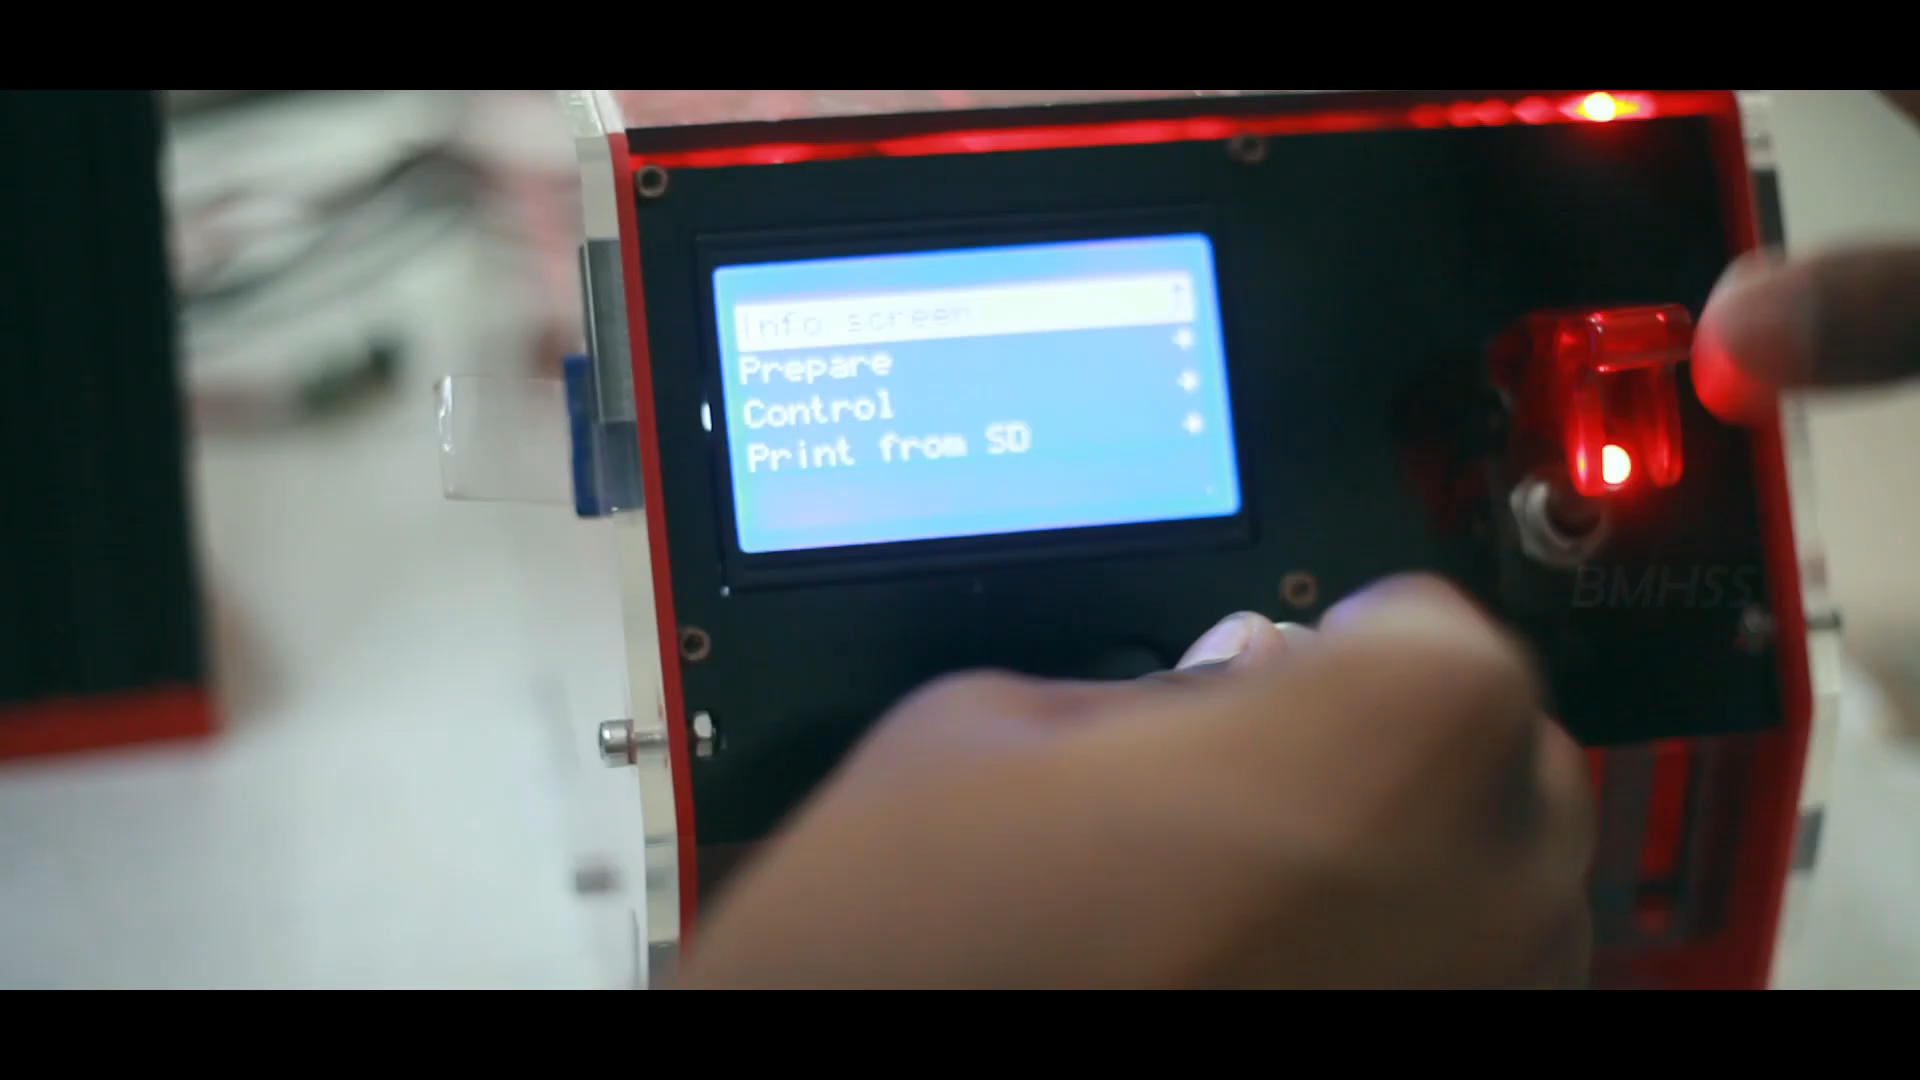 Info screen
Prepare
Control
Print from SD
BMHSS